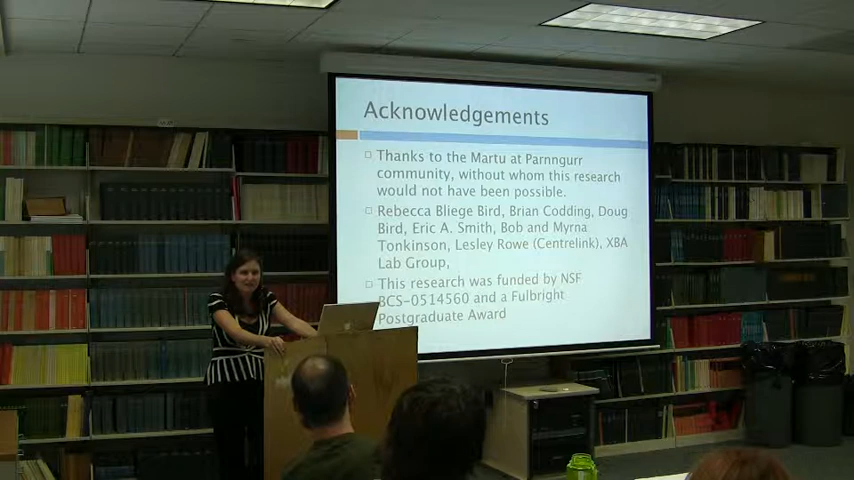 Acknowledgements
Thanks to the Martu at Parnngurr
community, without whom this research
would not have been possible.
Rebecca Bliege Bird, Brian Codding, Doug
Bird, Eric A. Smith, Bob and Myrna
Tonkinson, Lesley Rowe (Centrelink), XBA
Lab Group,
This research was funded by NSF
BCS-0514560 and a Fulbright
Postgraduate Award